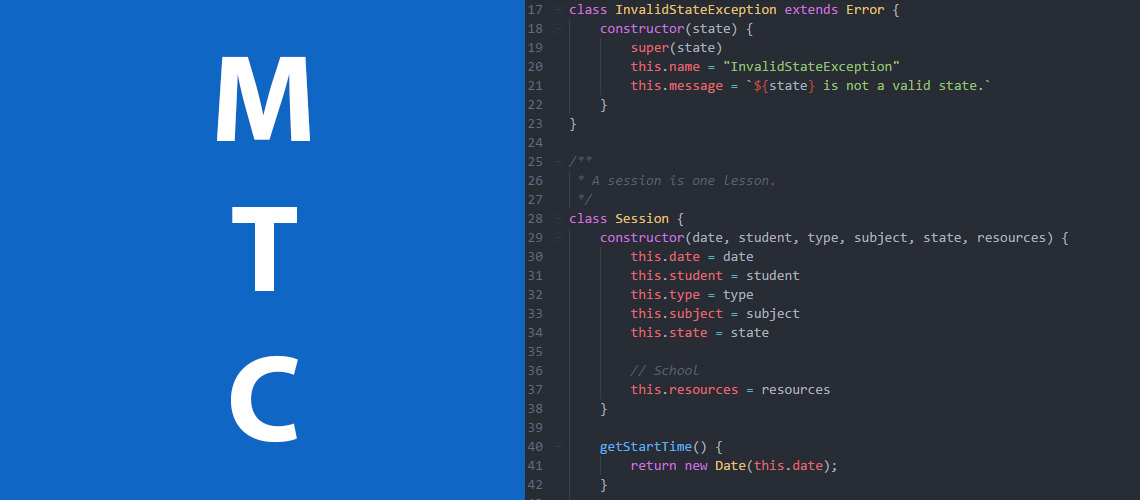 M
T
C
17 class InvalidStateException extends Error {
18 constructor(state) {
19 super(state)
20 this.name = "InvalidStateException"
21 this.message = `${state} is not a valid state.`
22 }
23 }
24
25 /**
26 * A session is one lesson.
27 */
28 class Session {
29 constructor(date, student, type, subject, state, resources) {
30 this.date = date
31 this.student = student
32 this.type = type
33 this.subject = subject
34 this.state = state
35
36 // School
37 this.resources = resources
38 }
39
40 getStartTime() {
41 return new Date(this.date);
42 }